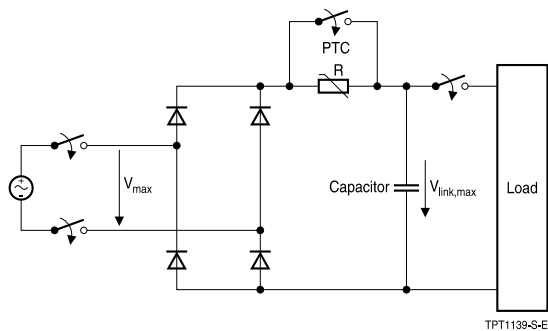 PTC
R
V max
Capacitor
V link,max
Load
TPT1139-S-E